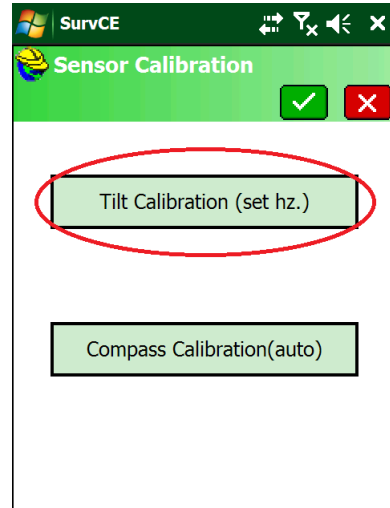 SurvCE
Sensor Calibration
Tilt Calibration (set hz.)
Compass Calibration(auto)